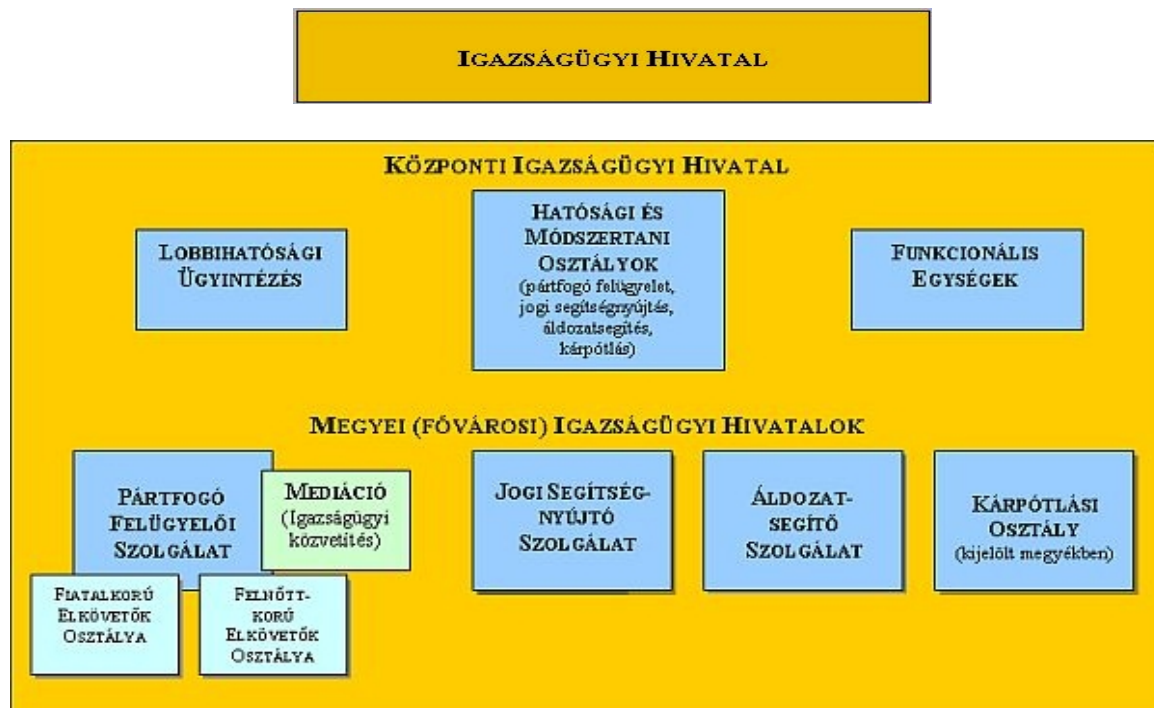 IGAZSÁGÜGYI HIVATAL
KÖZPONTI IGAZSÁGÜGYI HIVATAL
LOBBIHATÓSÁGI
ÜGYINTÉZÉS
HATÓSÁGI ÉS
MÓDSZERTANI
OSZTÁLYOK
(pártfogó felügyelet,
jogi segítségnyújtás,
áldozatsegítés,
kárpótlás)
FUNKCIONÁLIS
EGYSÉGEK
MEGYEI (FŐVÁROSI) IGAZSÁGÜGYI HIVATALOK
PÁRTFOGÓ
FELÜGYELŐI
SZOLGÁLAT
MEDIÁCIÓ
(Igazságügyi
közvetítés)
FIATALKORÚ
ELKÖVETŐK
OSZTÁLYA
FELNŐTT-
KORÚ
ELKÖVETŐK
OSZTÁLYA
JOGI SEGÍTSÉG-
NYÚJTÓ
SZOLGÁLAT
ÁLDOZAT-
SEGÍTŐ
SZOLGÁLAT
KÁRPÓTLÁSI
OSZTÁLY
(kijelölt megyékben)